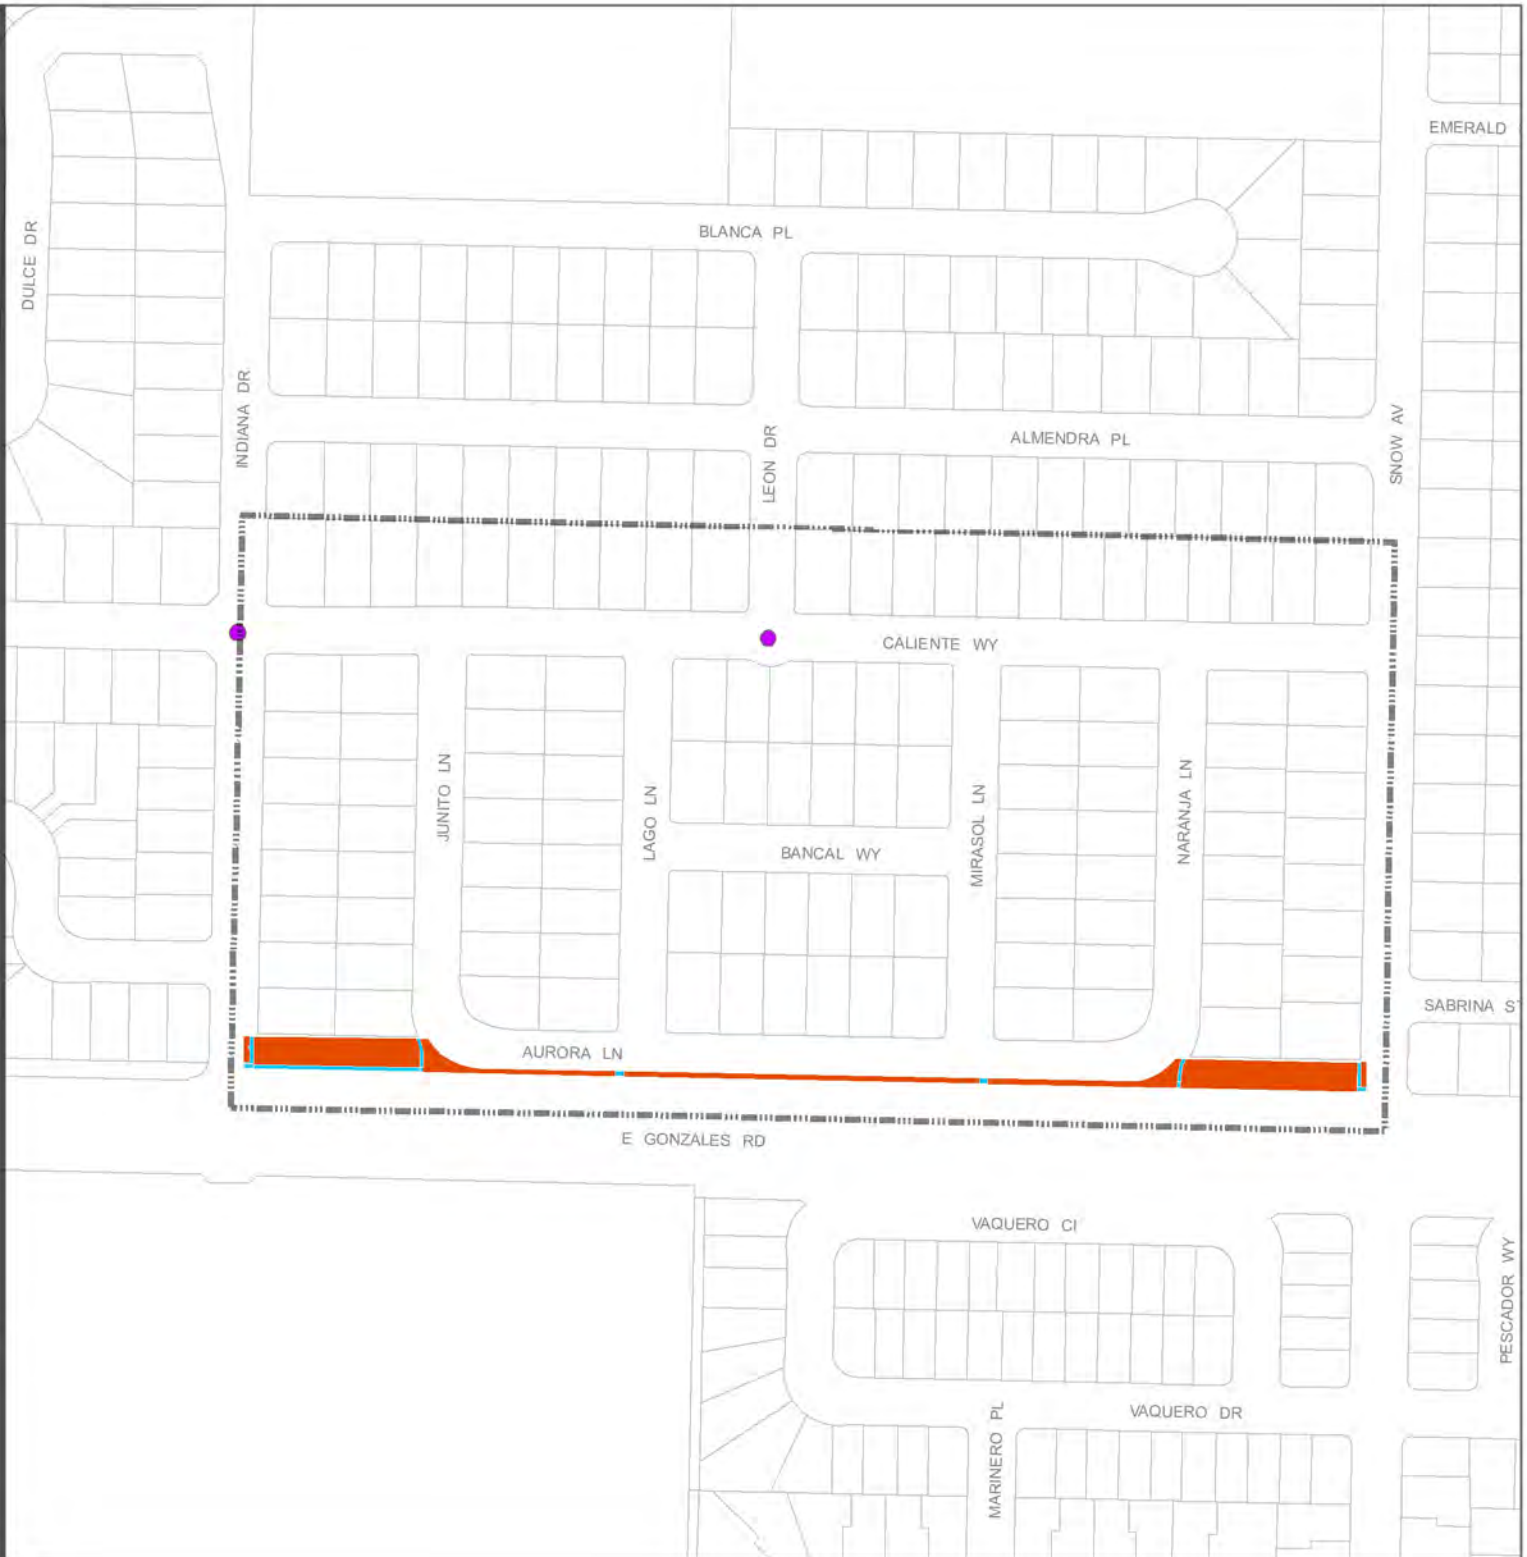 EMERALD
DULCE DR
BLANCA PL
INDIANA DR
LEON DR
ALMENDRA PL
SNOW AV
CALIENTE WY
JUNITO LN
LAGO LN
BANCAL WY
MIRASOL LN
NARANJA LN
SABRINA ST
AURORA LN
E GONZALES RD
VAQUERO CI
PESCADOR WY
MARINERO PL
VAQUERO DR